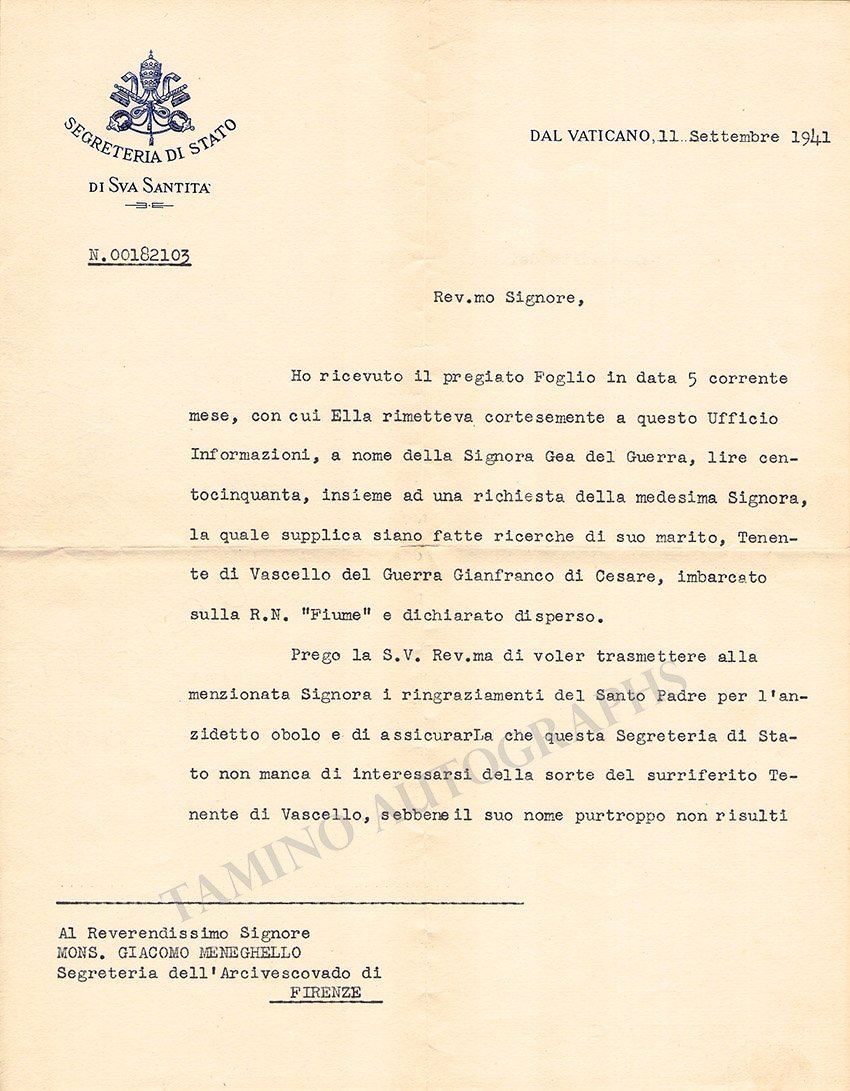 SEGRETERIA DI STATO
DI SVA SANTITA'
DAL VATICANO, 11 Settembre 1941
N.00182103
Rev.mo Signore,
Ho ricevuto il pregiato Foglio in data 5 corrente
mese, con cui Ella rimetteva cortesemente a questo Ufficio
Informazioni, a nome della Signora Gea del Guerra, lire cen-
tocinquanta, insieme ad una richiesta della medesima Signora,
la quale supplica siano fatte ricerche di suo marito, Tenen-
te di Vascello del Guerra Gianfranco di Cesare, imbarcato
sulla R.N. "Fiume" e dichiarato disperso.
Prego la S.V. Rev.ma di voler trasmettere alla
menzionata Signora i ringraziamenti del Santo Padre per l'an-
zidetto obolo e di assicurarLa che questa Segreteria di Sta-
to non manca di interessarsi della sorte del surriferito Te-
nente di Vascello, sebbene il suo nome purtroppo non risulti
TAMINO AUTOGRAPHS
Al Reverendissimo Signore
MONS. GIACOMO MENEGHELLO
Segreteria dell'Arcivescovado di
FIRENZE